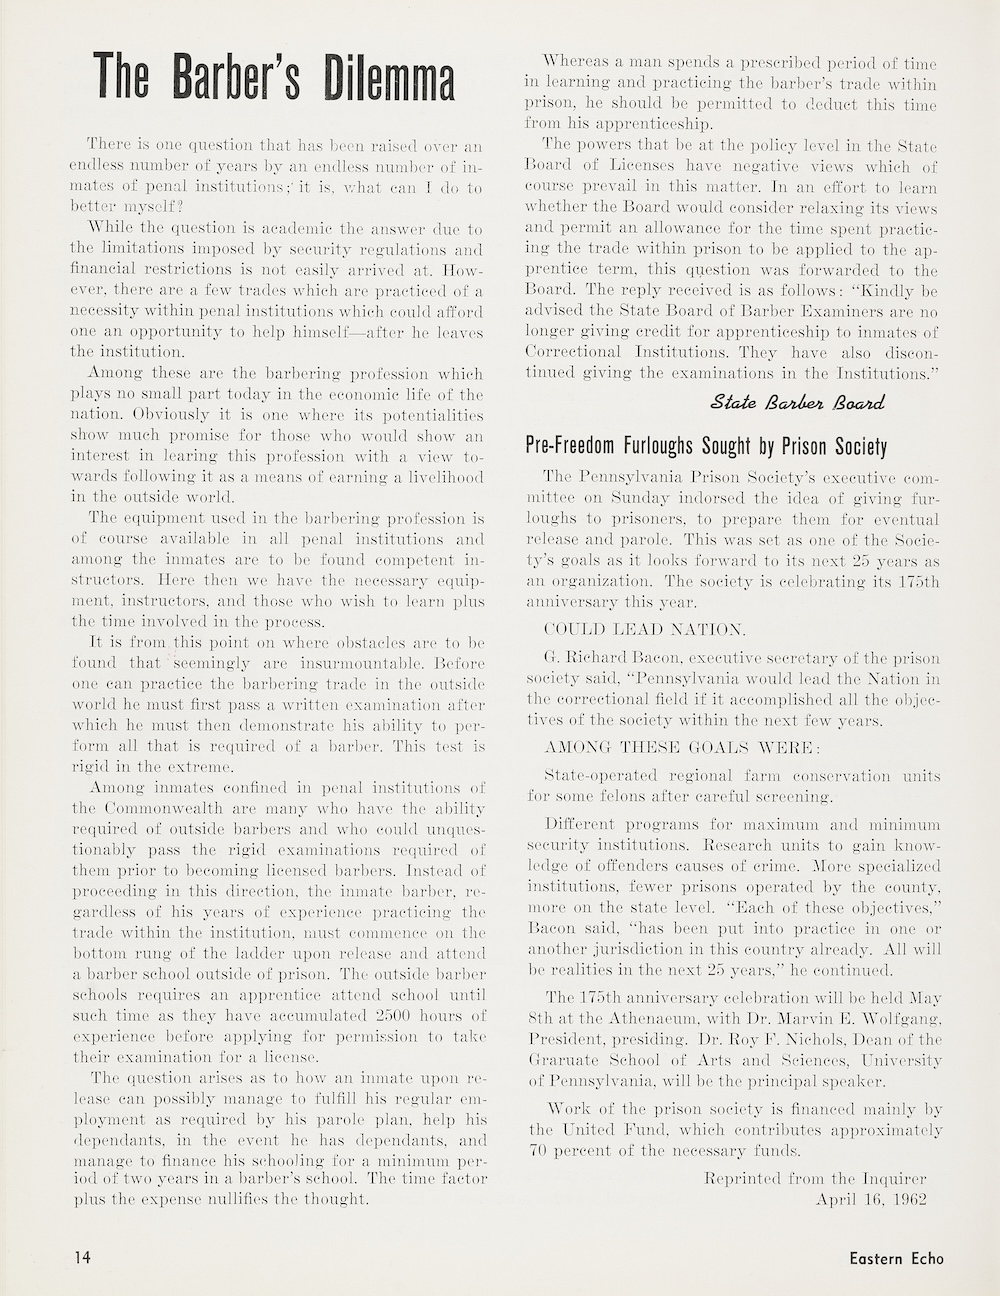 The Barber's Dilemma
There is one question that has been raised over an
endless number of years by an endless number of in-
mates of penal institutions; it is, what can I do to
better myself?
While the question is academic the answer due to
the limitations imposed by security regulations and
financial restrictions is not easily arrived at. How-
ever, there are a few trades which are practiced of a
necessity within penal institutions which could afford
one an opportunity to help himself—after he leaves
the institution.
Among these are the barbering profession which
plays no small part today in the economic life of the
nation. Obviously it is one where its potentialities
show much promise for those who would show an
interest in learing this profession with a view to-
wards following it as a means of earning a livelihood
in the outside world.
The equipment used in the barbering profession is
of course available in all penal institutions and
among the inmates are to be found competent in-
structors. Here then we have the necessary equip-
ment, instructors, and those who wish to learn plus
the time involved in the process.
It is from this point on where obstacles are to be
found that seemingly are insurmountable. Before
one can practice the barbering trade in the outside
world he must first pass a written examination after
which he must then demonstrate his ability to per-
form all that is required of a barber. This test is
rigid in the extreme.
Among inmates confined in penal institutions of
the Commonwealth are many who have the ability
required of outside barbers and who could unques-
tionably pass the rigid examinations required of
them prior to becoming licensed barbers. Instead of
proceeding in this direction, the inmate barber, re-
gardless of his years of experience practicing the
trade within the institution, must commence on the
bottom rung of the ladder upon release and attend
a barber school outside of prison. The outside barber
schools requires an apprentice attend school until
such time as they have accumulated 2500 hours of
experience before applying for permission to take
their examination for a license.
The question arises as to how an inmate upon re-
lease can possibly manage to fulfill his regular em-
ployment as required by his parole plan, help his
dependants, in the event he has dependants, and
manage to finance his schooling for a minimum per-
iod of two years in a barber's school. The time factor
plus the expense nullifies the thought.
Whereas a man spends a prescribed period of time
in learning and practicing the barber's trade within
prison, he should be permitted to deduct this time
from his apprenticeship.
The powers that be at the policy level in the State
Board of Licenses have negative views which of
course prevail in this matter. In an effort to learn
whether the Board would consider relaxing its views
and permit an allowance for the time spent practic-
ing the trade within prison to be applied to the ap-
prentice term, this question was forwarded to the
Board. The reply received is as follows: "Kindly be
advised the State Board of Barber Examiners are no
longer giving credit for apprenticeship to inmates of
Correctional Institutions. They have also discon-
tinued giving the examinations in the Institutions."
State Barber Board
Pre-Freedom Furloughs Sought by Prison Society
The Pennsylvania Prison Society's executive com-
mittee on Sunday indorsed the idea of giving fur-
loughs to prisoners, to prepare them for eventual
release and parole. This was set as one of the Socie-
ty's goals as it looks forward to its next 25 years as
an organization. The society is celebrating its 175th
anniversary this year.
COULD LEAD NATION.
G. Richard Bacon, executive secretary of the prison
society said, "Pennsylvania would lead the Nation in
the correctional field if it accomplished all the objec-
tives of the society within the next few years.
AMONG THESE GOALS WERE:
State-operated regional farm conservation units
for some felons after careful screening.
Different programs for maximum and minimum
security institutions. Research units to gain know-
ledge of offenders causes of crime. More specialized
institutions, fewer prisons operated by the county,
more on the state level. "Each of these objectives,"
Bacon said, "has been put into practice in one or
another jurisdiction in this country already. All will
be realities in the next 25 years," he continued.
The 175th anniversary celebration will be held May
8th at the Athenaeum, with Dr. Marvin E. Wolfgang,
President, presiding. Dr. Roy F. Nichols, Dean of the
Graruate School of Arts and Sciences, University
of Pennsylvania, will be the principal speaker.
Work of the prison society is financed mainly by
the United Fund, which contributes approximately
70 percent of the necessary funds.
Reprinted from the Inquirer
April 16, 1962
14
Eastern Echo